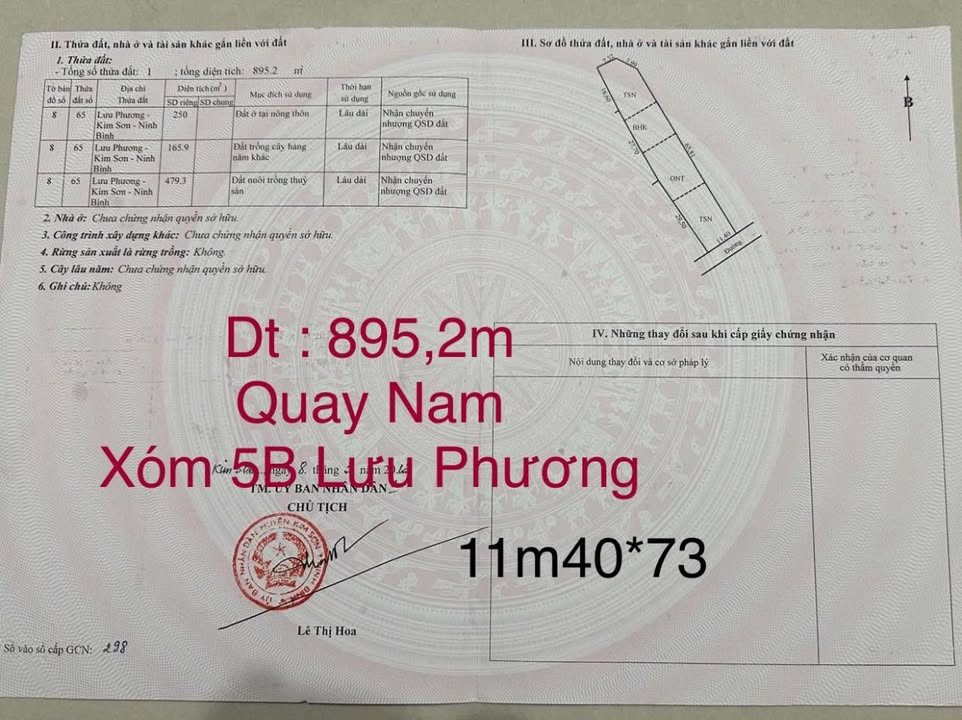 II. Thửa đất, nhà ở và tài sản khác gắn liền với đất
1. Thửa đất:
- Tổng số thửa đất: 1 ; tổng diện tích: 895.2 m²
Tờ bản đồ số Thửa đất số Địa chỉ Thửa đất Diện tích (m²) SD riêng SD chung Mục đích sử dụng Thời hạn sử dụng Nguồn gốc sử dụng
8 65 Lưu Phương - Kim Sơn - Ninh Bình 250 Đất ở tại nông thôn Lâu dài Nhận chuyển nhượng QSD đất
8 65 Lưu Phương - Kim Sơn - Ninh Bình 165.9 Đất trồng cây hàng năm khác Lâu dài Nhận chuyển nhượng QSD đất
8 65 Lưu Phương - Kim Sơn - Ninh Bình 479.3 Đất nuôi trồng thuỷ sản Lâu dài Nhận chuyển nhượng QSD đất
2. Nhà ở: Chưa chứng nhận quyền sở hữu.
3. Công trình xây dựng khác: Chưa chứng nhận quyền sở hữu.
4. Rừng sản xuất là rừng trồng: Không.
5. Cây lâu năm: Chưa chứng nhận quyền sở hữu.
6. Ghi chú: Không
III. Sơ đồ thửa đất, nhà ở và tài sản khác gắn liền với đất
TSN
BHK
ONT
TSN
11.40
Đường
B
IV. Những thay đổi sau khi cấp giấy chứng nhận
Nội dung thay đổi và cơ sở pháp lý
Xác nhận của cơ quan có thẩm quyền
Dt : 895,2m
Quay Nam
Xóm 5B Lưu Phương
TM. ỦY BAN NHÂN DÂN
CHỦ TỊCH
11m40*73
Lê Thị Hoa
Số vào sổ cấp GCN: 298